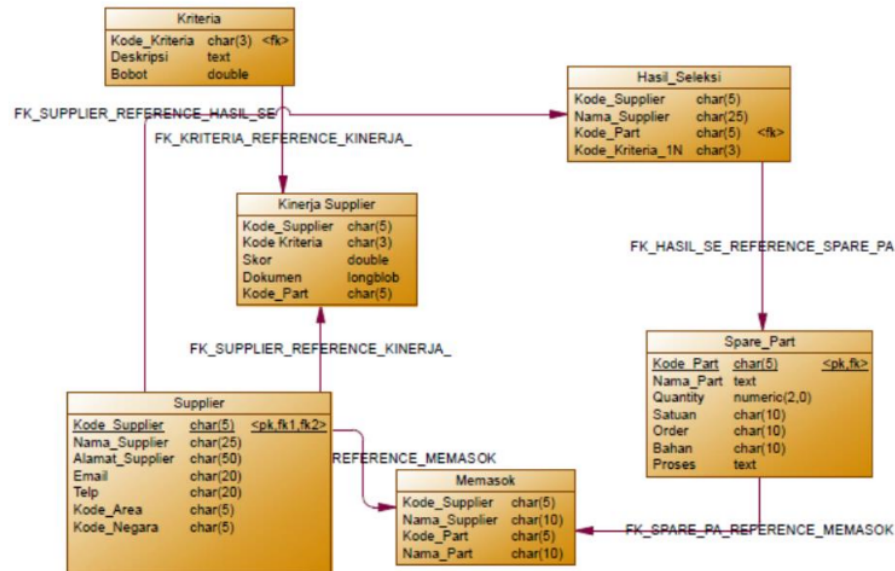 Kriteria
Kode_Kriteria char(3) <fk>
Deskripsi text
Bobot double
Hasil_Seleksi
Kode_Supplier char(5)
Nama_Supplier char(25)
Kode_Part char(5) <fk>
Kode_Kriteria_1N char(3)
FK_SUPPLIER_REFERENCE_HASIL_SE
FK_KRITERIA_REFERENCE_KINERJA_
Kinerja Supplier
Kode_Supplier char(5)
Kode Kriteria char(3)
Skor double
Dokumen longblob
Kode_Part char(5)
FK_HASIL_SE_REFERENCE_SPARE_PA
FK_SUPPLIER_REFERENCE_KINERJA_
Spare_Part
Kode_Part char(5) <pk,fk>
Nama_Part text
Quantity numeric(2,0)
Satuan char(10)
Order char(10)
Bahan char(10)
Proses text
Supplier
Kode_Supplier char(5) <pk,fk1,fk2>
Nama_Supplier char(25)
Alamat_Supplier char(50)
Email char(20)
Telp char(20)
Kode_Area char(5)
Kode_Negara char(5)
REFERENCE_MEMASOK
Memasok
Kode_Supplier char(5)
Nama_Supplier char(10)
Kode_Part char(5)
Nama_Part char(10)
FK_SPARE_PA_REFERENCE_MEMASOK